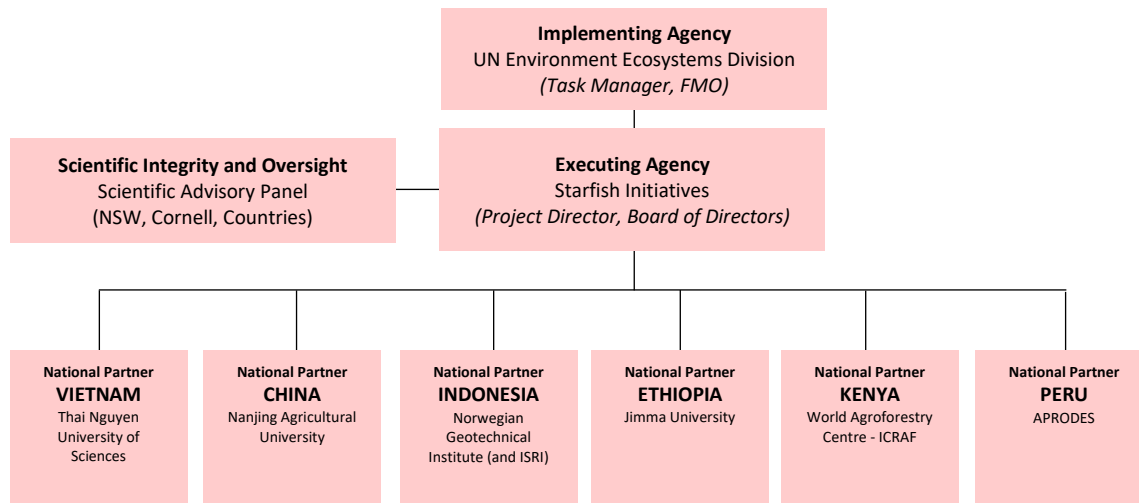 Implementing Agency
UN Environment Ecosystems Division
(Task Manager, FMO)
Scientific Integrity and Oversight
Scientific Advisory Panel
(NSW, Cornell, Countries)
Executing Agency
Starfish Initiatives
(Project Director, Board of Directors)
National Partner
VIETNAM
Thai Nguyen
University of
Sciences
National Partner
CHINA
Nanjing Agricultural
University
National Partner
INDONESIA
Norwegian
Geotechnical
Institute (and ISRI)
National Partner
ETHIOPIA
Jimma University
National Partner
KENYA
World Agroforestry
Centre - ICRAF
National Partner
PERU
APRODES